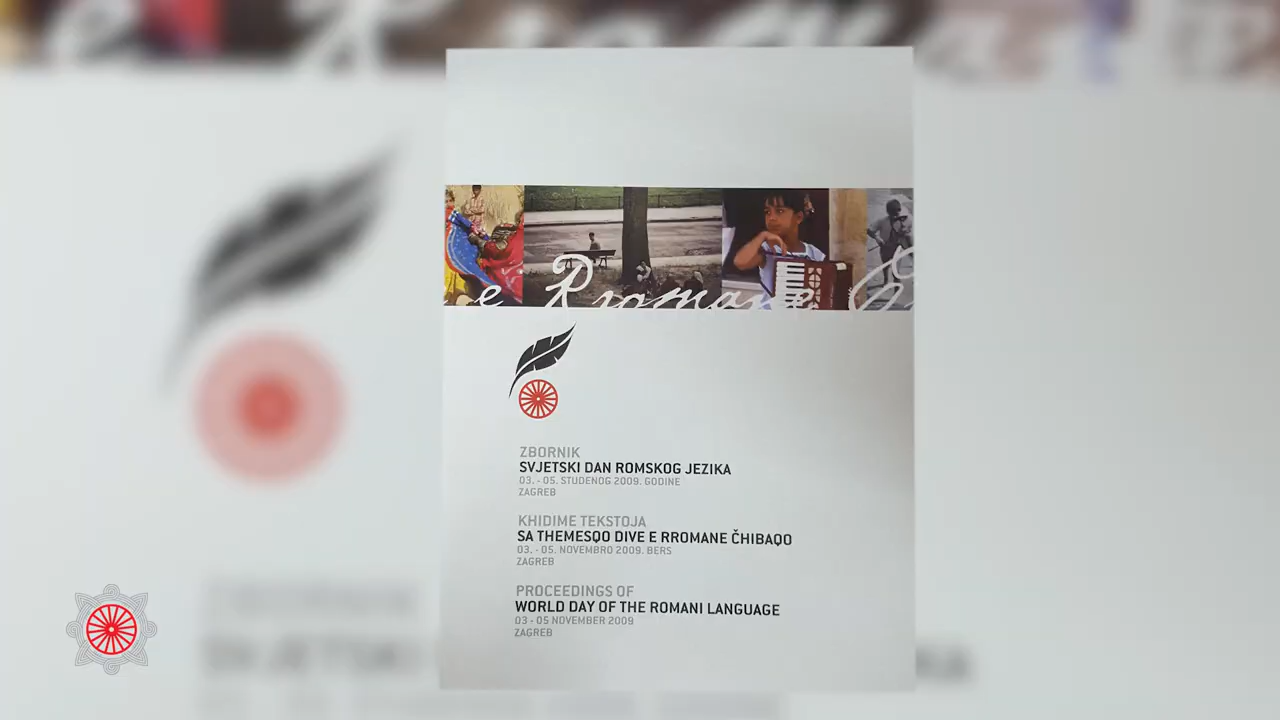 e Rromane
ZBORNIK
SVJETSKI DAN ROMSKOG JEZIKA
03. - 05. STUDENOG 2009. GODINE
ZAGREB
KHIDIME TEKSTOJA
SA THEMESQO DIVE E RROMANE ČHIBAQO
03. - 05. NOVEMBRO 2009. BERS
ZAGREB
PROCEEDINGS OF
WORLD DAY OF THE ROMANI LANGUAGE
03 - 05 NOVEMBER 2009
ZAGREB